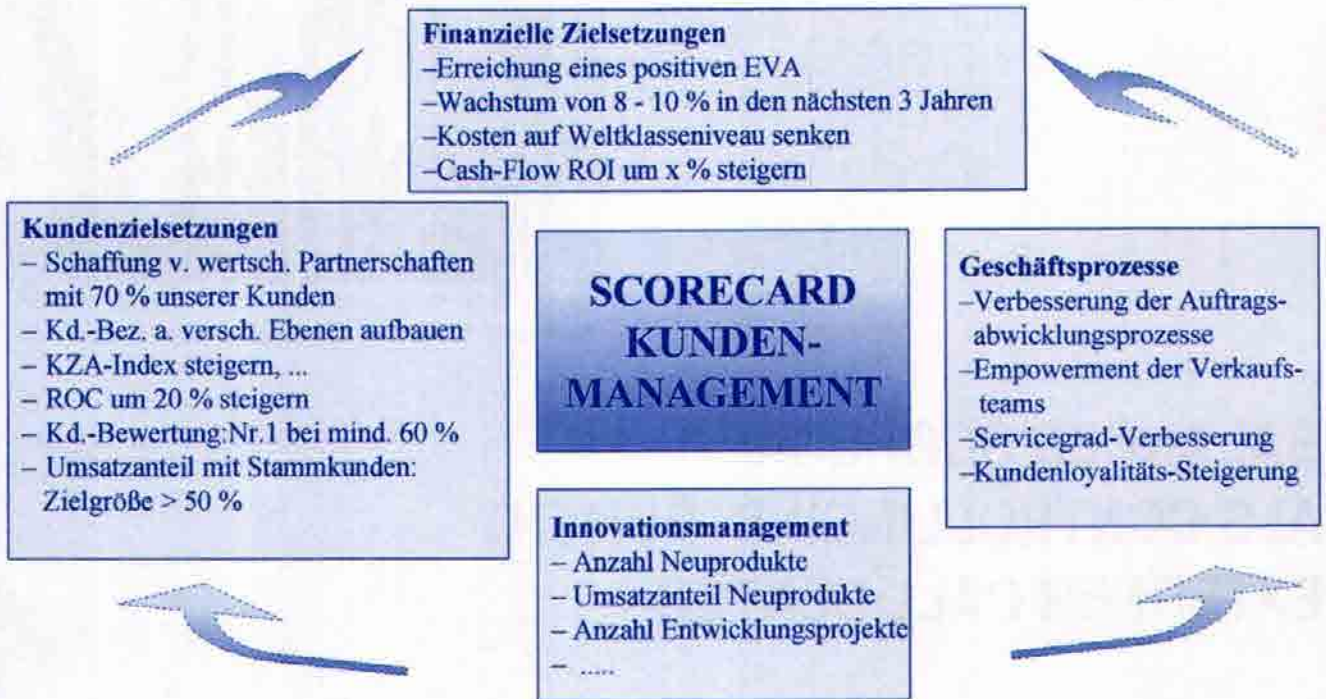 Finanzielle Zielsetzungen
–Erreichung eines positiven EVA
–Wachstum von 8 - 10 % in den nächsten 3 Jahren
–Kosten auf Weltklasseniveau senken
–Cash-Flow ROI um x % steigern
Kundenzielsetzungen
– Schaffung v. wertsch. Partnerschaften
mit 70 % unserer Kunden
– Kd.-Bez. a. versch. Ebenen aufbauen
– KZA-Index steigern, ...
– ROC um 20 % steigern
– Kd.-Bewertung:Nr.1 bei mind. 60 %
– Umsatzanteil mit Stammkunden:
Zielgröße > 50 %
SCORECARD
KUNDEN-
MANAGEMENT
Geschäftsprozesse
–Verbesserung der Auftrags-
abwicklungsprozesse
–Empowerment der Verkaufs-
teams
–Servicegrad-Verbesserung
–Kundenloyalitäts-Steigerung
Innovationsmanagement
– Anzahl Neuprodukte
– Umsatzanteil Neuprodukte
– Anzahl Entwicklungsprojekte
– .....